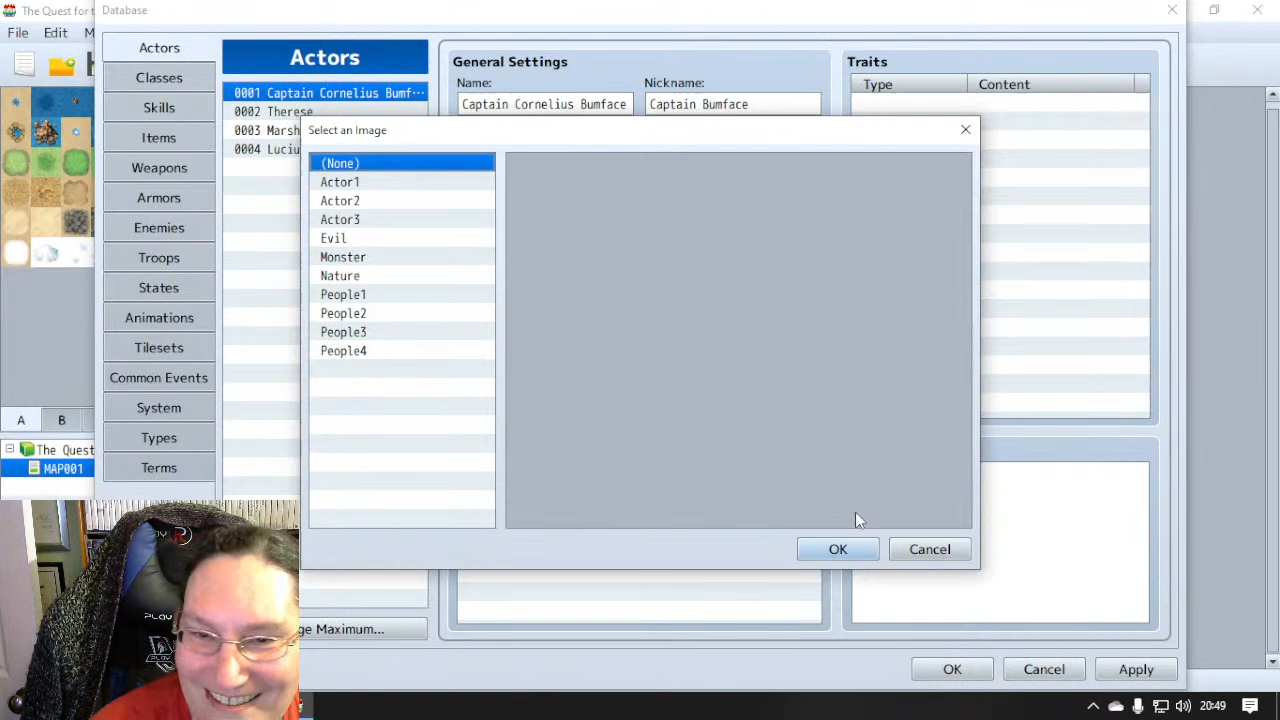 The Quest for t
Database
File Edit M
Actors
Classes
Skills
Items
Weapons
Armors
Enemies
Troops
States
Animations
Tilesets
Common Events
System
Types
Terms
A B
The Quest
MAP001
Actors
0001 Captain Cornelius Bumf...
0002 Therese
0003 Marsh
0004 Luciu
ge Maximum...
General Settings
Name: Nickname:
Captain Cornelius Bumface Captain Bumface
Traits
Type Content
Select an Image
(None)
Actor1
Actor2
Actor3
Evil
Monster
Nature
People1
People2
People3
People4
OK Cancel
OK Cancel Apply
20:49